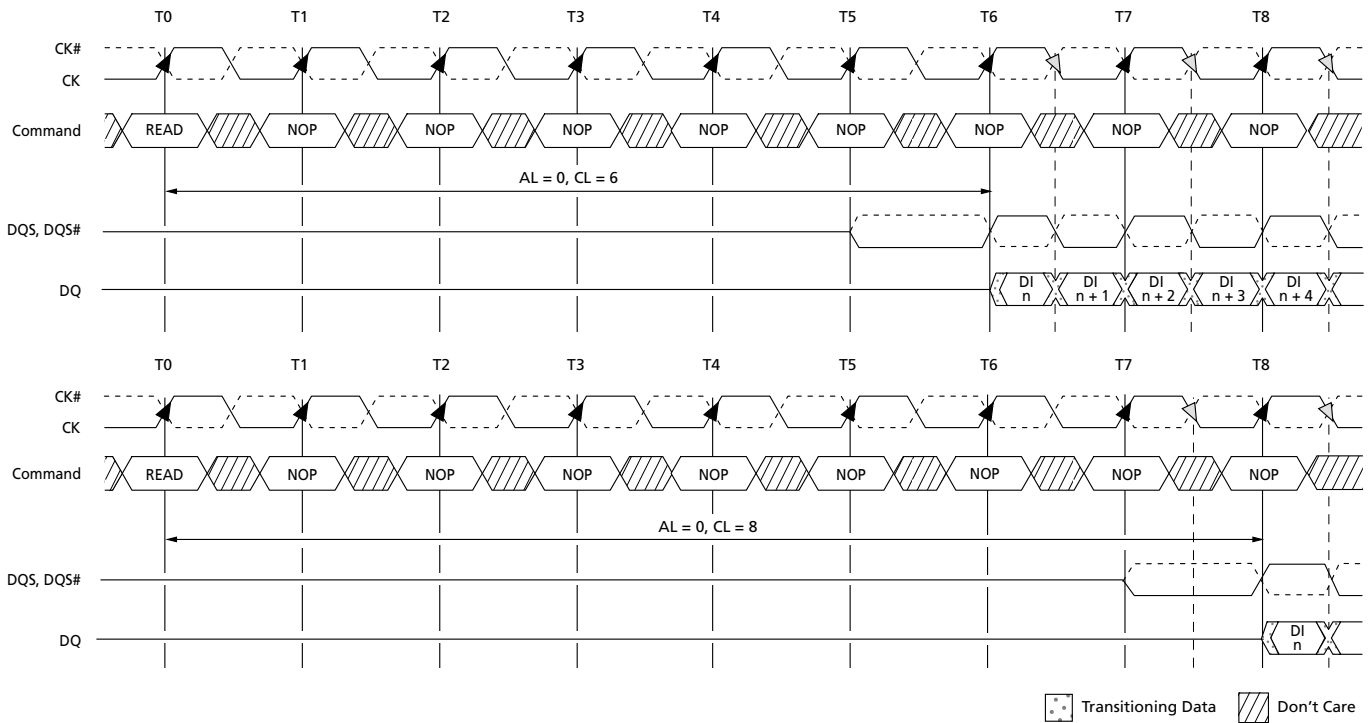 T0 T1 T2 T3 T4 T5 T6 T7 T8
CK#
CK
Command READ NOP NOP NOP NOP NOP NOP NOP NOP
AL = 0, CL = 6
DQS, DQS#
DQ DI n DI n + 1 DI n + 2 DI n + 3 DI n + 4
T0 T1 T2 T3 T4 T5 T6 T7 T8
CK#
CK
Command READ NOP NOP NOP NOP NOP NOP NOP NOP
AL = 0, CL = 8
DQS, DQS#
DQ DI n
Transitioning Data Don't Care